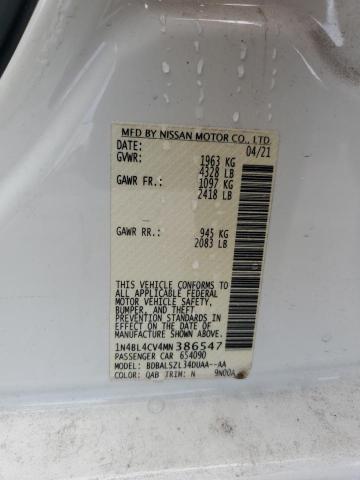 MFD BY NISSAN MOTOR CO., LTD.
DATE: 04/21
GVWR: 1963 KG
4328 LB
GAWR FR.: 1097 KG
2418 LB
GAWR RR.: 945 KG
2083 LB
THIS VEHICLE CONFORMS TO ALL
APPLICABLE FEDERAL
MOTOR VEHICLE SAFETY,
BUMPER, AND THEFT
PREVENTION STANDARDS
IN EFFECT ON THE DATE OF
MANUFACTURE SHOWN ABOVE.
1N4BL4CV4MN386547
PASSENGER CAR 654090
MODEL: BDBALSZL34DUAA--AA
COLOR: QAB TRIM: N 9N00A